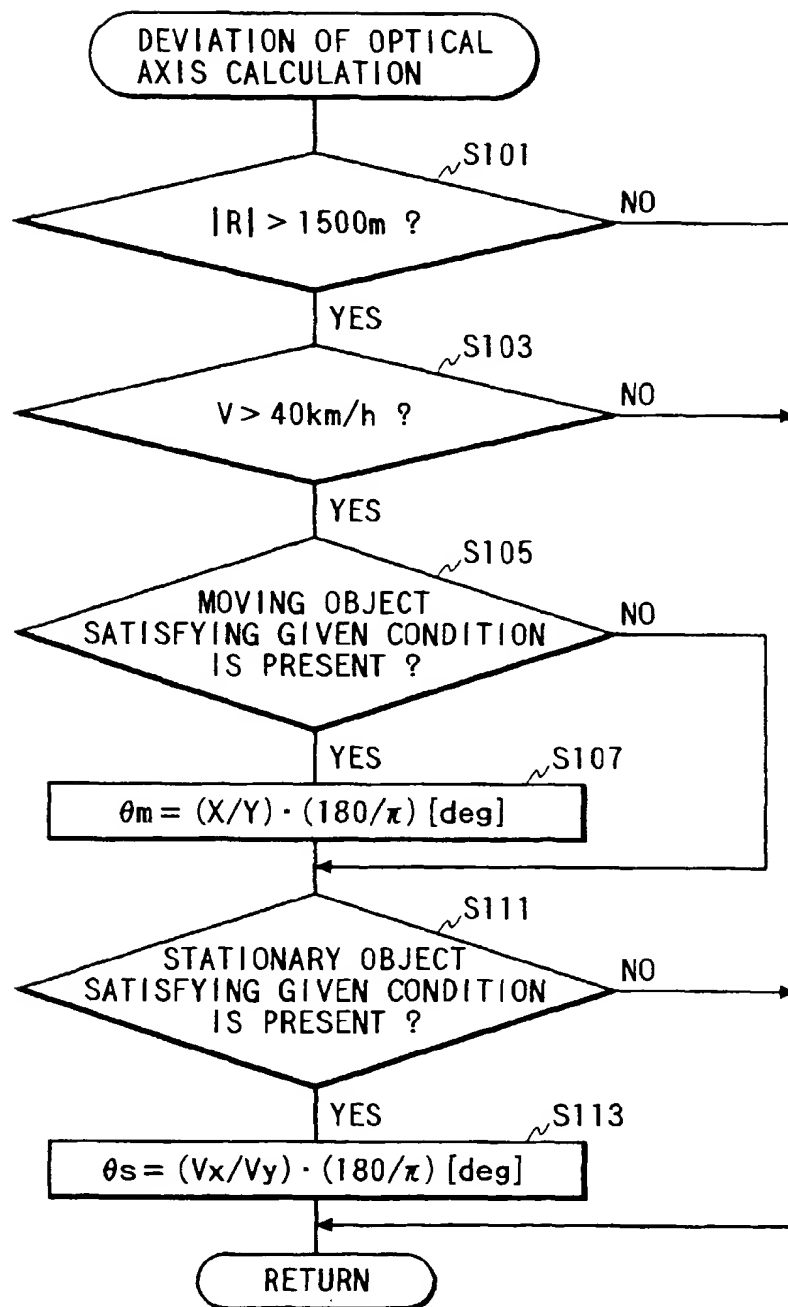 DEVIATION OF OPTICAL
AXIS CALCULATION
S101
|R| > 1500m ?
NO
YES
S103
V > 40km/h ?
NO
YES
S105
MOVING OBJECT
SATISFYING GIVEN CONDITION
IS PRESENT ?
NO
YES
S107
θm = (X/Y) · (180/π) [deg]
S111
STATIONARY OBJECT
SATISFYING GIVEN CONDITION
IS PRESENT ?
NO
YES
S113
θs = (Vx/Vy) · (180/π) [deg]
RETURN